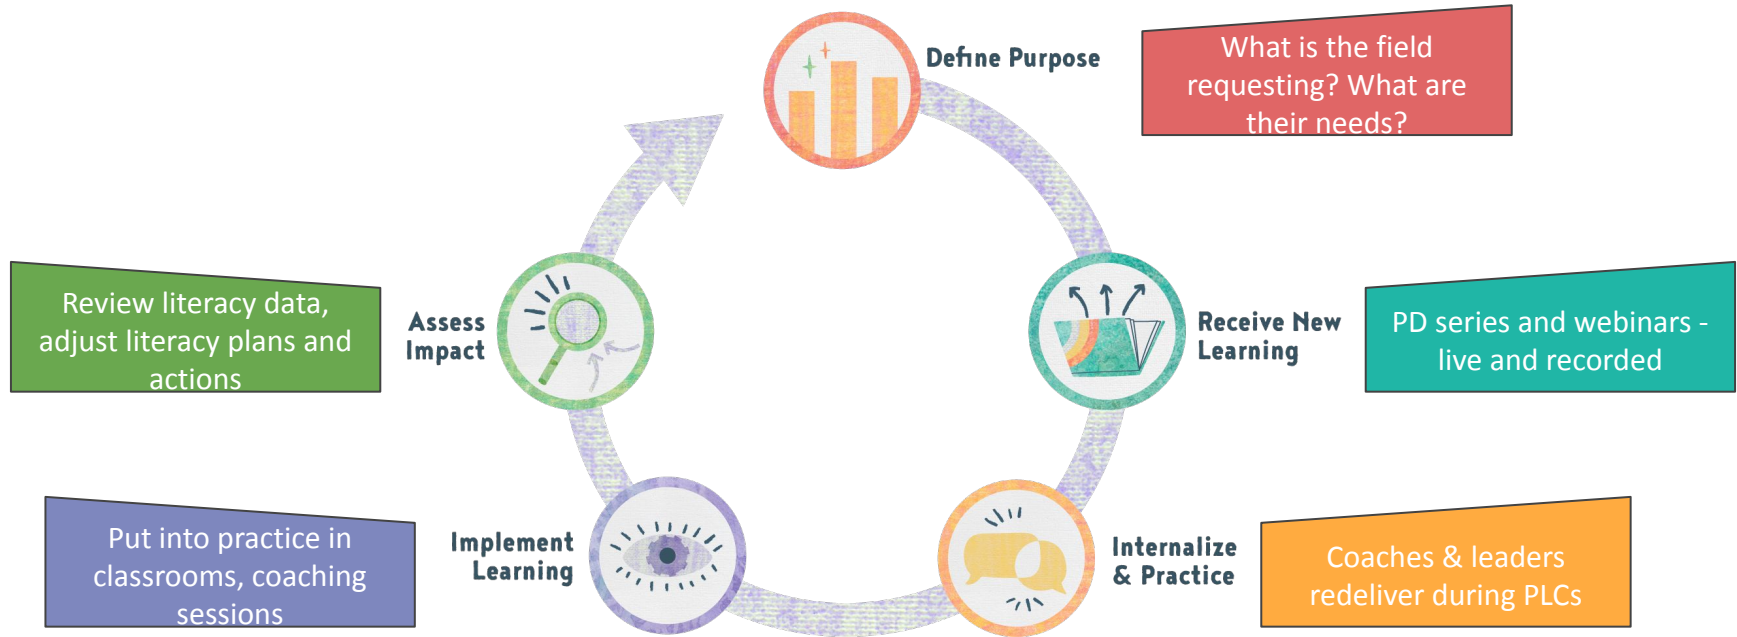 Define Purpose
What is the field
requesting? What are
their needs?
Receive New
Learning
PD series and webinars -
live and recorded
Internalize
& Practice
Coaches & leaders
redeliver during PLCs
Implement
Learning
Put into practice in
classrooms, coaching
sessions
Assess
Impact
Review literacy data,
adjust literacy plans and
actions